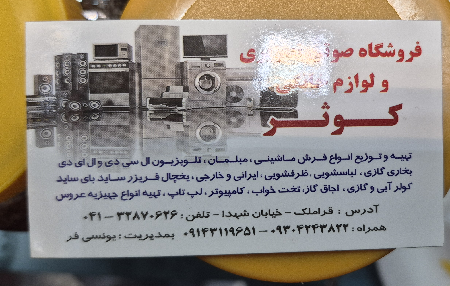 فروشگاه صوتی تصویری
و لوازم خانگی
کوثر
تهیه و توزیع انواع فرش ماشینی، مبلمان، تلویزیون ال سی دی و ال ای دی
بخاری گازی، لباسشویی، ظرفشویی، ایرانی و خارجی، یخچال فریزر ساید بای ساید
کولر آبی و گازی، اجاق گاز، تخت خواب، کامپیوتر، لپ تاپ، تهیه انواع جهیزیه عروس
آدرس : قراملک - خیابان شهدا - تلفن : ۳۲۸۷۰۶۲۶-۰۴۱
همراه : ۰۹۳۰۴۲۴۳۸۲۲ - ۰۹۱۴۳۱۱۹۶۵۱ بمدیریت : یونسی فر